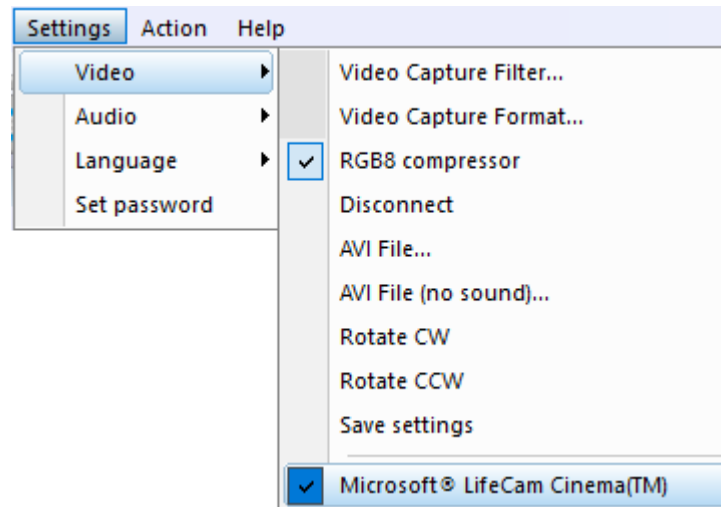 Settings Action Help
Video
Audio
Language
Set password
Video Capture Filter...
Video Capture Format...
RGB8 compressor
Disconnect
AVI File...
AVI File (no sound)...
Rotate CW
Rotate CCW
Save settings
Microsoft® LifeCam Cinema(TM)